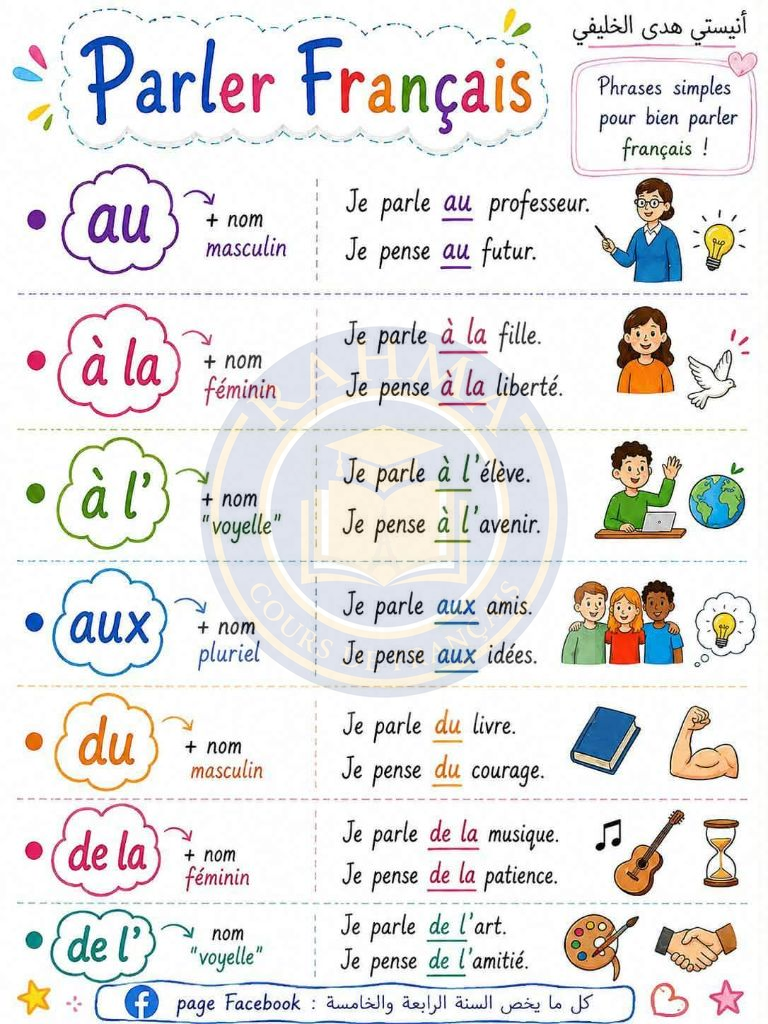 أنيستي هدى الخليفي
Parler Français
Phrases simples
pour bien parler
français !
au
+ nom
masculin
Je parle au professeur.
Je pense au futur.
à la
+ nom
féminin
Je parle à la fille.
Je pense à la liberté.
à l'
+ nom
"voyelle"
Je parle à l'élève.
Je pense à l'avenir.
aux
+ nom
pluriel
Je parle aux amis.
Je pense aux idées.
du
+ nom
masculin
Je parle du livre.
Je pense du courage.
de la
+ nom
féminin
Je parle de la musique.
Je pense de la patience.
de l'
nom
"voyelle"
Je parle de l'art.
Je pense de l'amitié.
page Facebook : كل ما يخص السنة الرابعة والخامسة
RAHMA
COURS DE FRANÇAIS